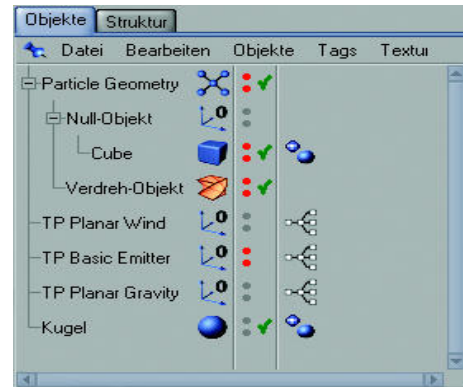 Objekte Struktur
Datei Bearbeiten Objekte Tags Textur
Particle Geometry
Null-Objekt
Cube
Verdreh-Objekt
TP Planar Wind
TP Basic Emitter
TP Planar Gravity
Kugel